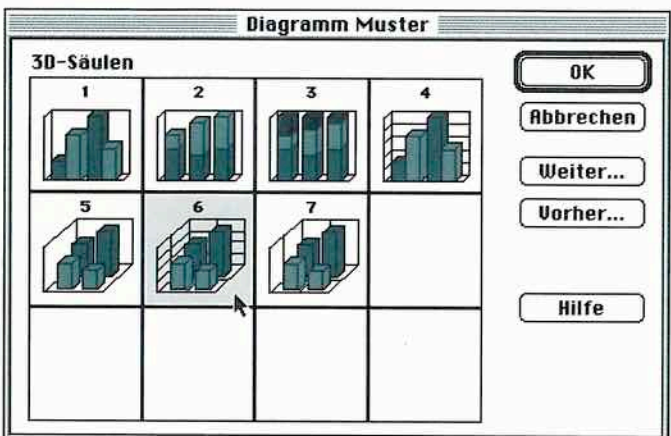 Diagramm Muster
3D-Säulen
1 2 3 4
5 6 7
OK
Abbrechen
Weiter...
Vorher...
Hilfe